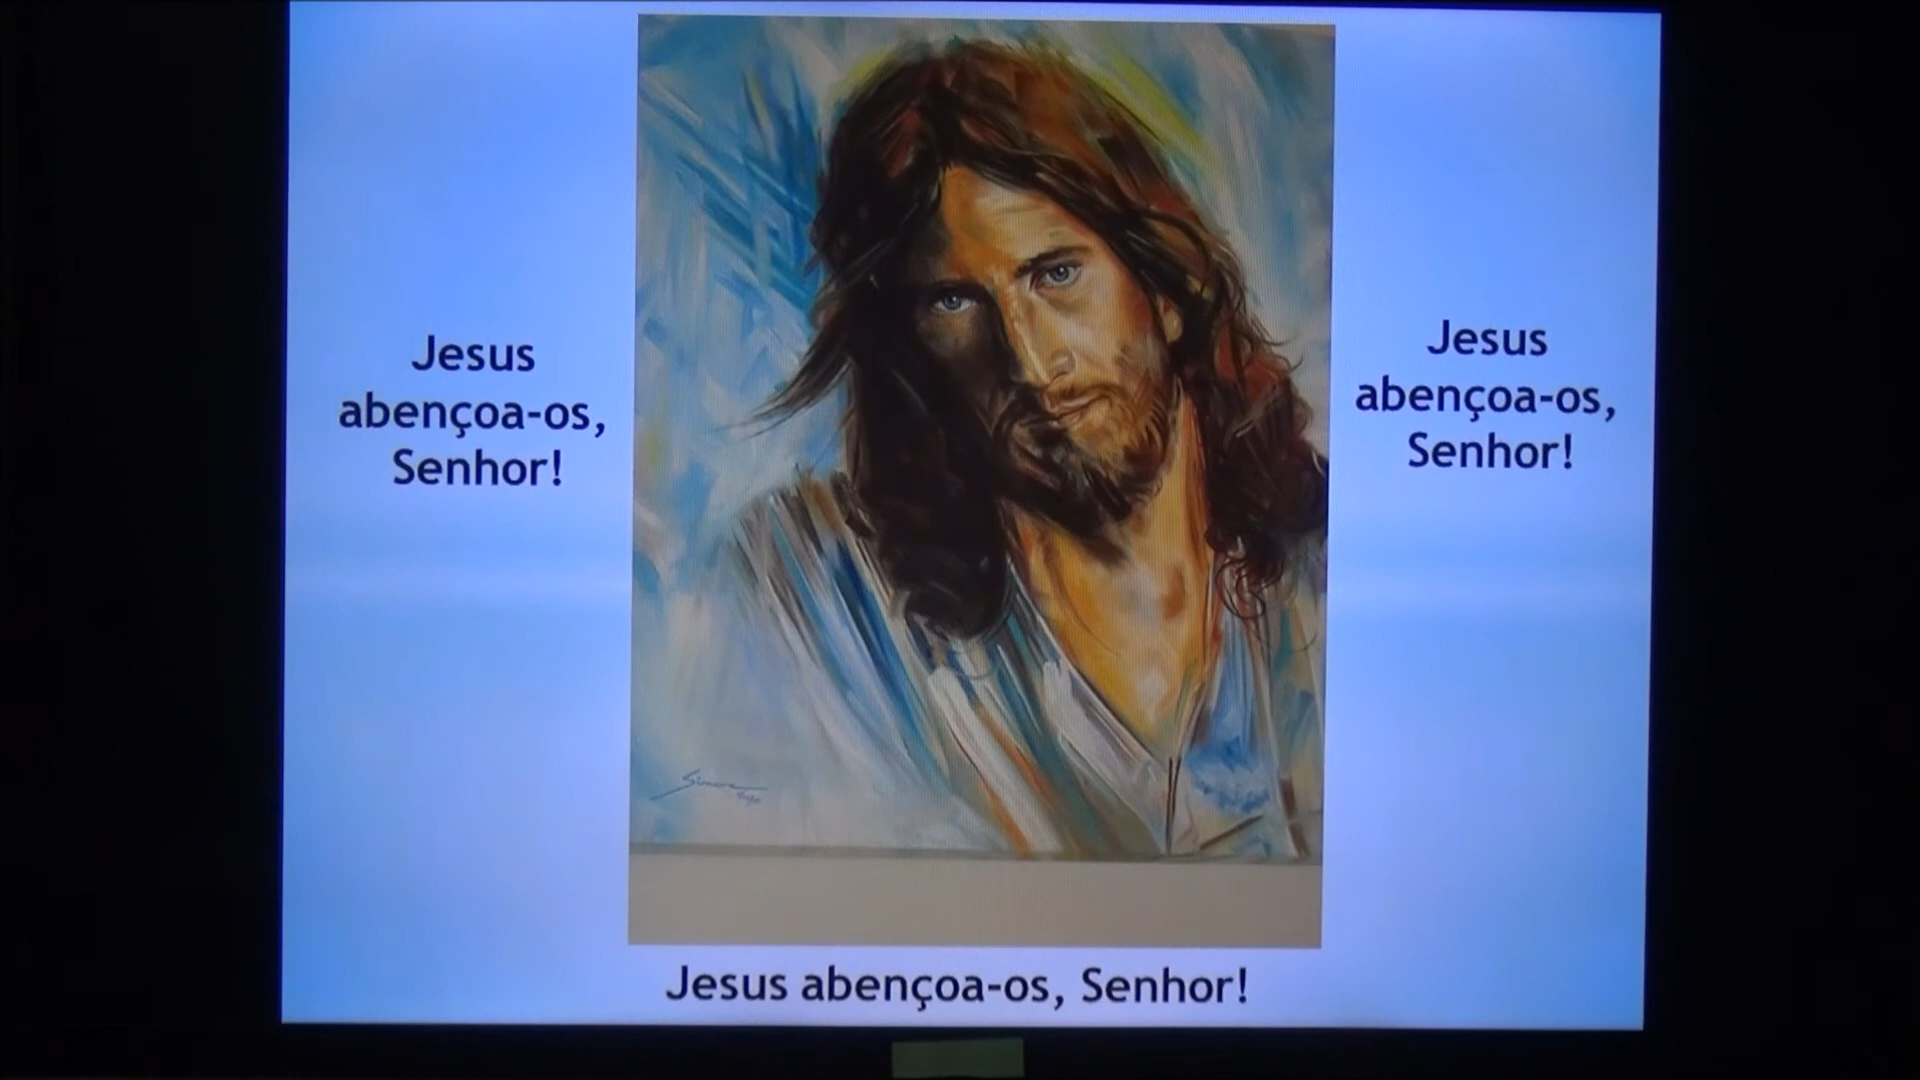 Jesus
abençoa-os,
Senhor!
Jesus
abençoa-os,
Senhor!
Jesus abençoa-os, Senhor!